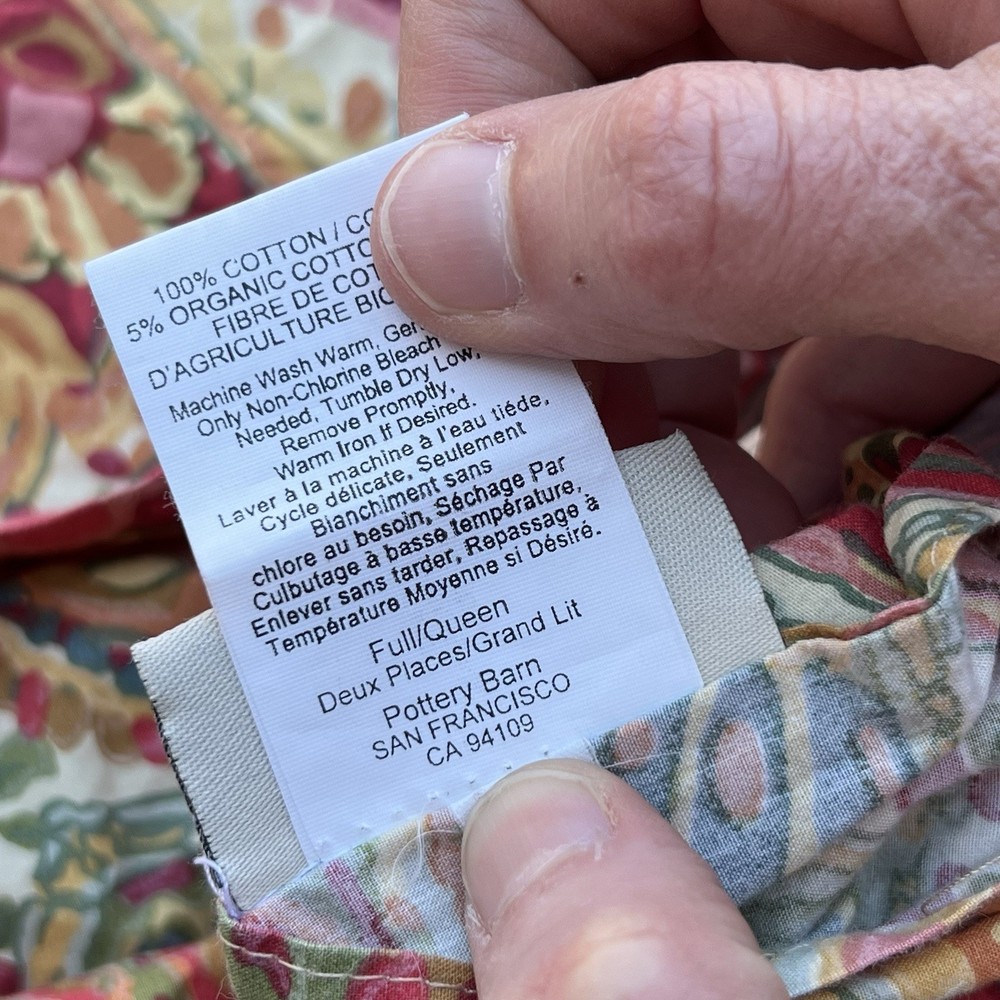 100% COTTON / CO
5% ORGANIC COTTO
FIBRE DE COT
D'AGRICULTURE BIO
Machine Wash Warm, Gen
Only Non-Chlorine Bleach
Needed, Tumble Dry Low,
Remove Promptly,
Warm Iron If Desired.
Laver à la machine à l'eau tiéde,
Cycle délicate, Seulement
Blanchiment sans
chlore au besoin, Séchage Par
Culbutage à basse température,
Enlever sans tarder, Repassage à
Température Moyenne si Désiré.
Full/Queen
Deux Places/Grand Lit
Pottery Barn
SAN FRANCISCO
CA 94109